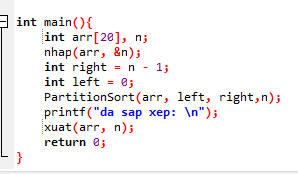 int main(){
int arr[20], n;
nhap(arr, &n);
int right = n - 1;
int left = 0;
PartitionSort(arr, left, right,n);
printf("da sap xep: \n");
xuat(arr, n);
return 0;
}